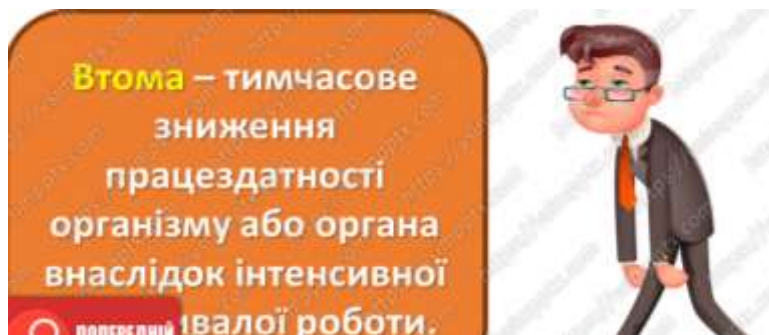 Втома – тимчасове
зниження
працездатності
організму або органа
внаслідок інтенсивної
роботи.